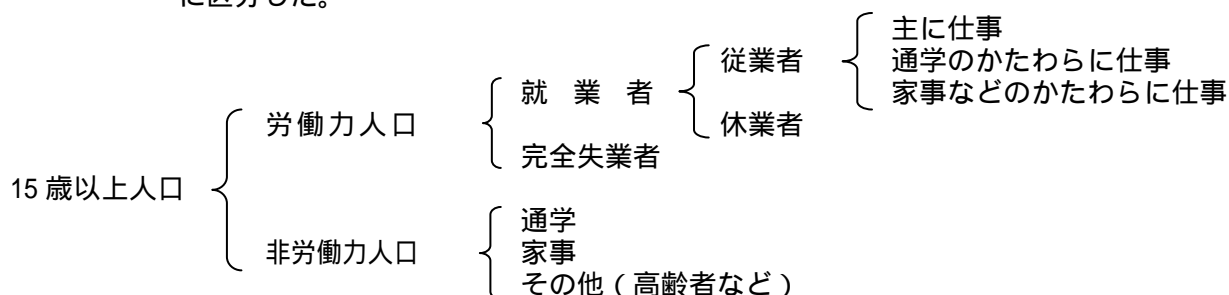 に区分した。
主に仕事
従業者
通学のかたわらに仕事
就業者
家事などのかたわらに仕事
労働力人口
休業者
完全失業者
15歳以上人口
通学
非労働力人口
家事
その他(高齢者など)